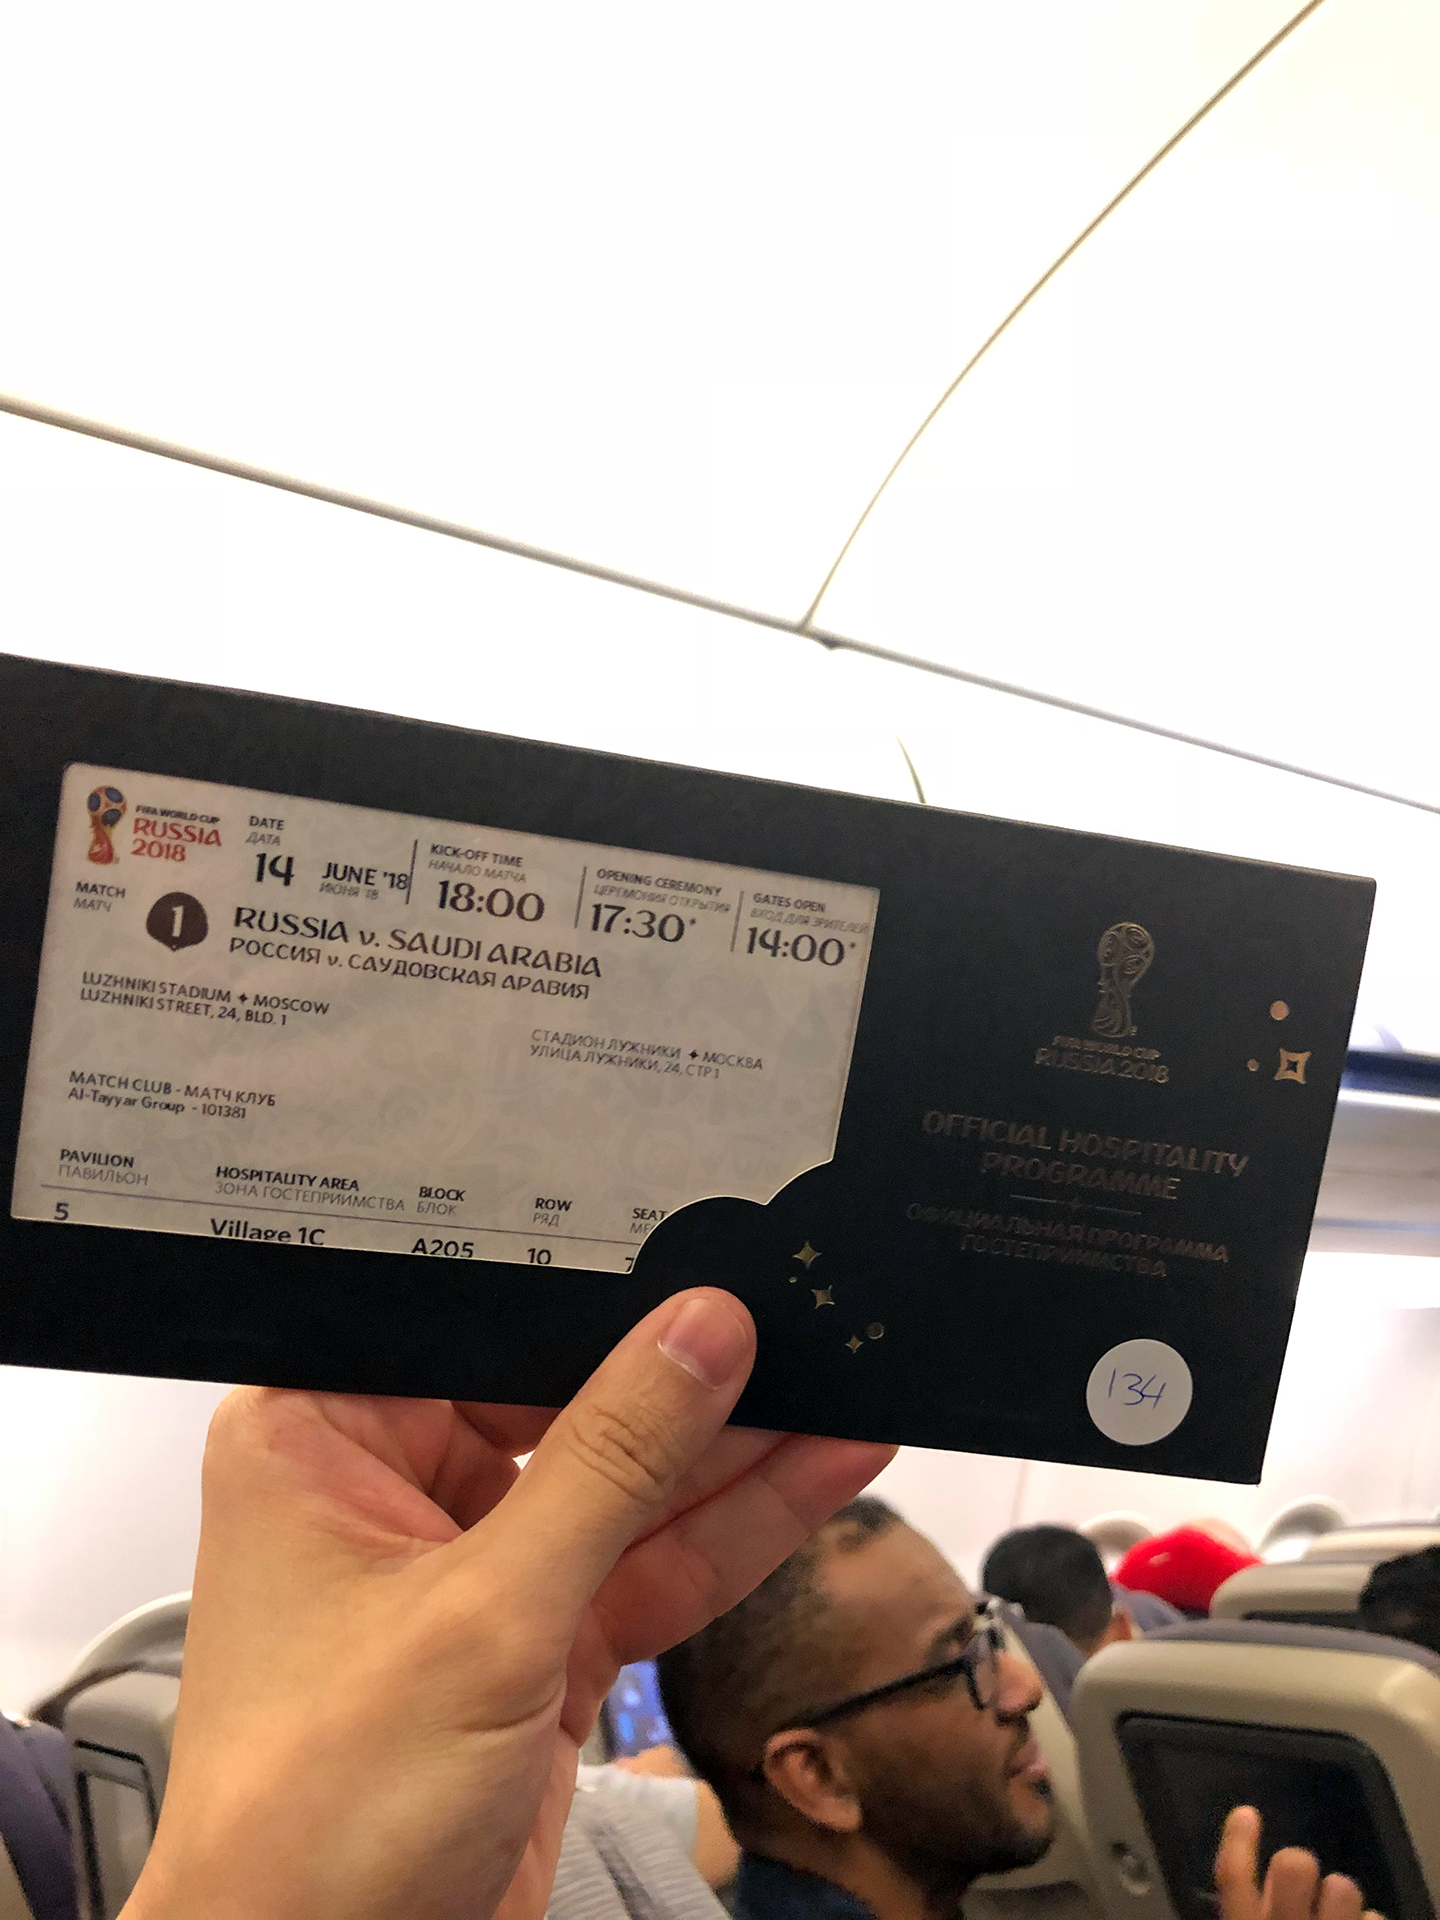 FIFA WORLD CUP
RUSSIA
2018
DATE
ДАТА
14 JUNE '18
ИЮНЯ '18
KICK-OFF TIME
НАЧАЛО МАТЧА
18:00
OPENING CEREMONY
ЦЕРЕМОНИЯ ОТКРЫТИЯ
17:30*
GATES OPEN
ВХОД ДЛЯ ЗРИТЕЛЕЙ
14:00*
MATCH
МАТЧ
1
RUSSIA v. SAUDI ARABIA
РОССИЯ v. САУДОВСКАЯ АРАВИЯ
LUZHNIKI STADIUM ✦ MOSCOW
LUZHNIKI STREET, 24, BLD. 1
СТАДИОН ЛУЖНИКИ ✦ МОСКВА
УЛИЦА ЛУЖНИКИ, 24, СТР.1
MATCH CLUB - МАТЧ КЛУБ
Al-Tayyar Group - 101381
PAVILION
ПАВИЛЬОН
5
HOSPITALITY AREA
ЗОНА ГОСТЕПРИИМСТВА
Village 1C
BLOCK
БЛОК
A205
ROW
РЯД
10
SEAT
FIFA WORLD CUP
RUSSIA 2018
OFFICIAL HOSPITALITY
PROGRAMME
ОФИЦИАЛЬНАЯ ПРОГРАММА
ГОСТЕПРИИМСТВА
134